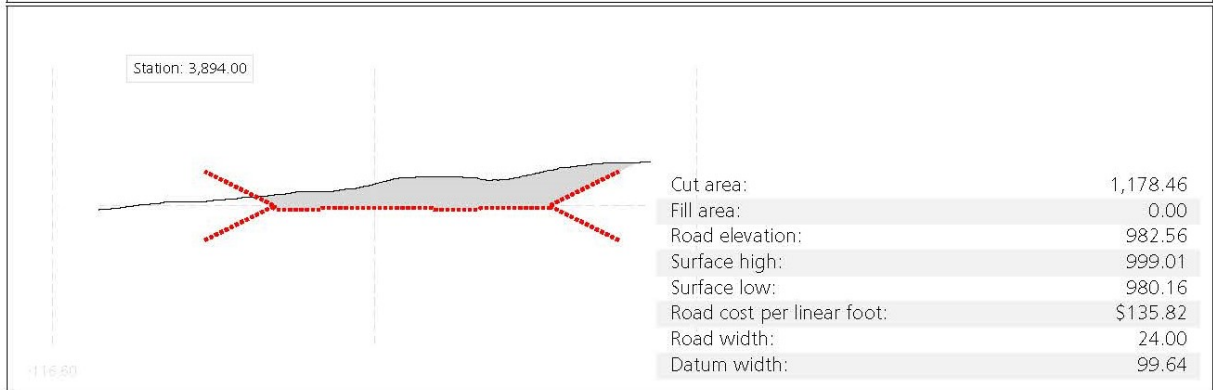 Station: 3,894.00
Cut area: 1,178.46
Fill area: 0.00
Road elevation: 982.56
Surface high: 999.01
Surface low: 980.16
Road cost per linear foot: $135.82
Road width: 24.00
Datum width: 99.64
-116.60